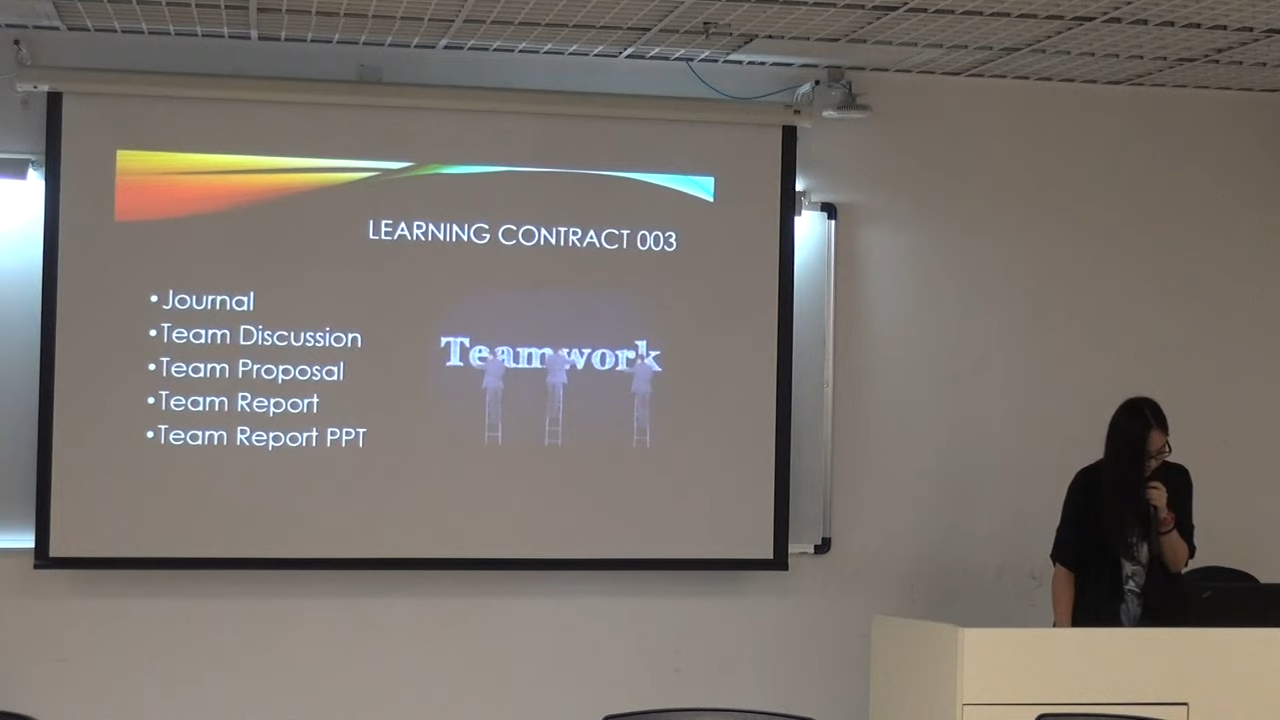 LEARNING CONTRACT 003
•Journal
•Team Discussion
•Team Proposal
•Team Report
•Team Report PPT
Teamwork